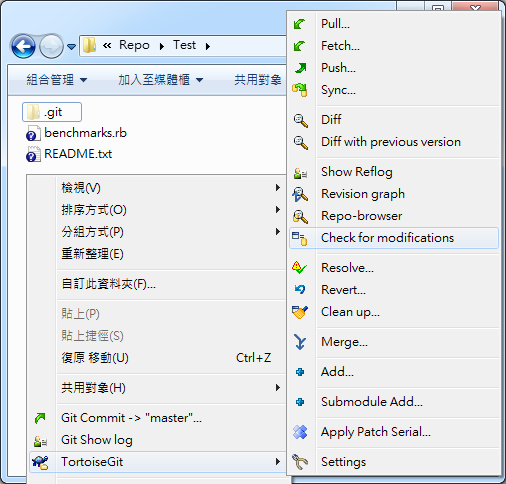 « Repo Test
組合管理
加入至媒體櫃
共用對象
.git
benchmarks.rb
README.txt
檢視(V)
排序方式(O)
分組方式(P)
重新整理(E)
自訂此資料夾(F)...
貼上(P)
貼上捷徑(S)
復原 移動(U) Ctrl+Z
共用對象(H)
Git Commit -> "master"...
Git Show log
TortoiseGit
Pull...
Fetch...
Push...
Sync...
Diff
Diff with previous version
Show Reflog
Revision graph
Repo-browser
Check for modifications
Resolve...
Revert...
Clean up...
Merge...
Add...
Submodule Add...
Apply Patch Serial...
Settings